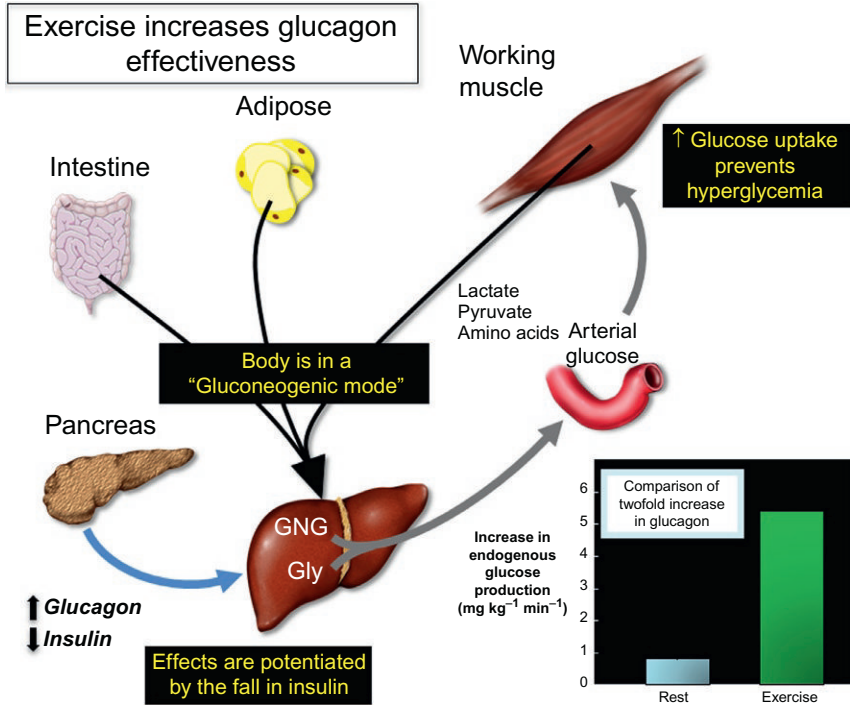 Exercise increases glucagon
effectiveness
Working
muscle
Adipose
Intestine
↑ Glucose uptake
prevents
hyperglycemia
Lactate
Pyruvate
Amino acids
Arterial
glucose
Body is in a
“Gluconeogenic mode”
Pancreas
GNG
Gly
Glucagon
Insulin
Effects are potentiated
by the fall in insulin
Increase in
endogenous
glucose
production
(mg kg⁻¹ min⁻¹)
Comparison of
twofold increase
in glucagon
6
5
4
3
2
1
0
Rest
Exercise